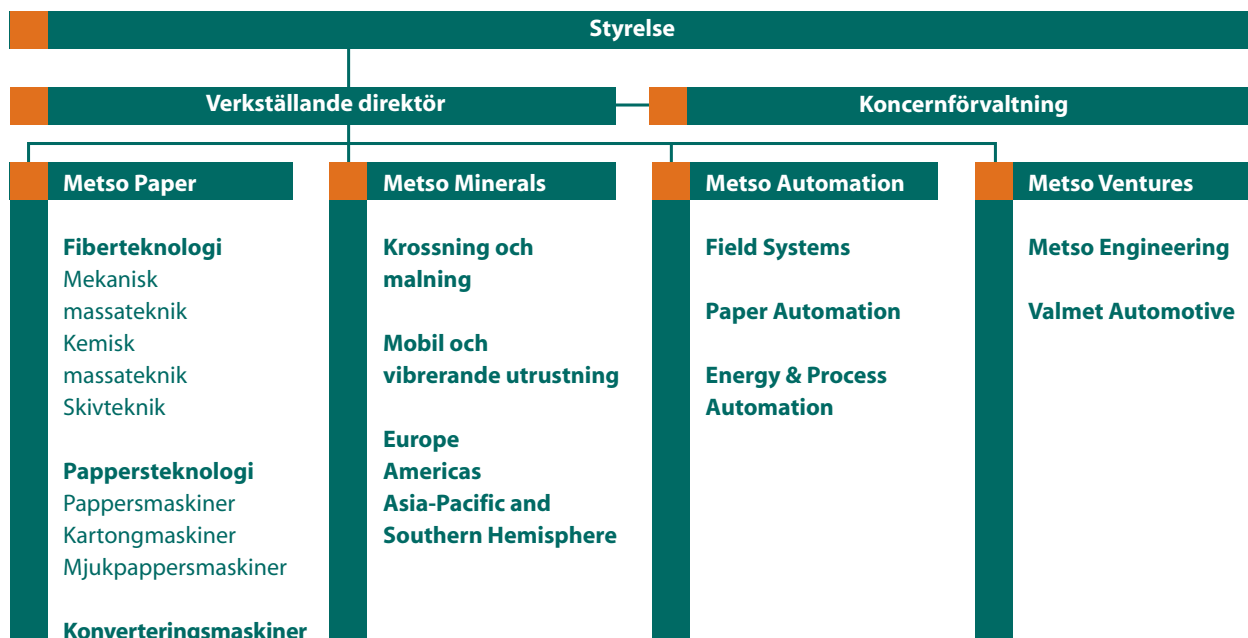 Styrelse
Verkställande direktör
Koncernförvaltning
Metso Paper
Fiberteknologi
Mekanisk
massateknik
Kemisk
massateknik
Skivteknik
Pappersteknologi
Pappersmaskiner
Kartongmaskiner
Mjukpappersmaskiner
Konverteringsmaskiner
Metso Minerals
Krossning och
malning
Mobil och
vibrerande utrustning
Europe
Americas
Asia-Pacific and
Southern Hemisphere
Metso Automation
Field Systems
Paper Automation
Energy & Process
Automation
Metso Ventures
Metso Engineering
Valmet Automotive